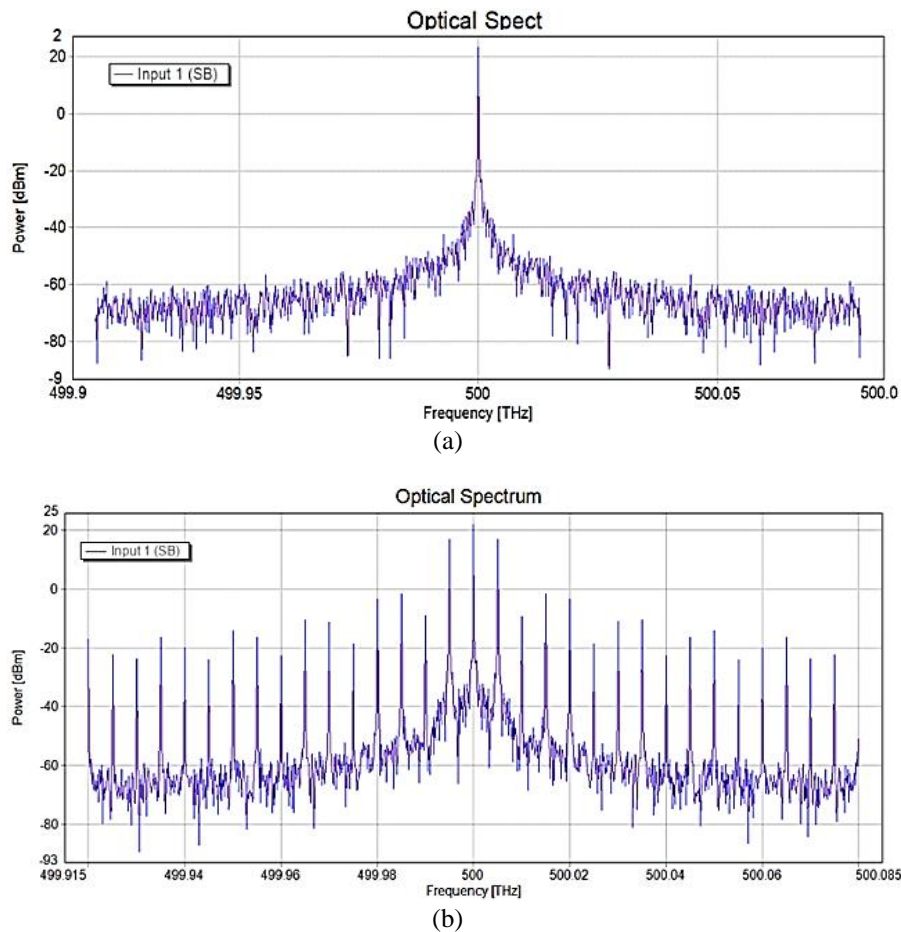 Optical Spect
2
20
0
-20
-40
-60
-80
-9
Power [dBm]
Input 1 (SB)
499.9 499.95 500 500.05 500.0
Frequency [THz]
(a)
Optical Spectrum
25
20
0
-20
-40
-60
-80
-93
Power [dBm]
Input 1 (SB)
499.915 499.94 499.96 499.98 500 500.02 500.04 500.06 500.085
Frequency [THz]
(b)